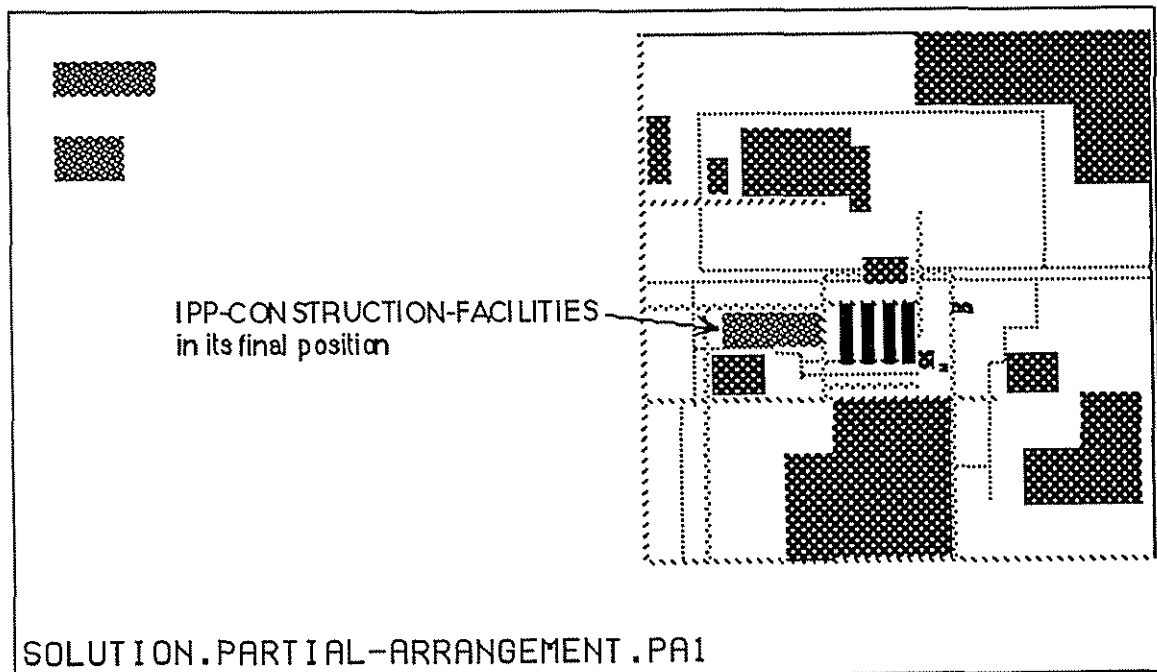 IPP-CONSTRUCTION-FACILITIES
in its final position
SOLUTION.PARTIAL-ARRANGEMENT.PA1